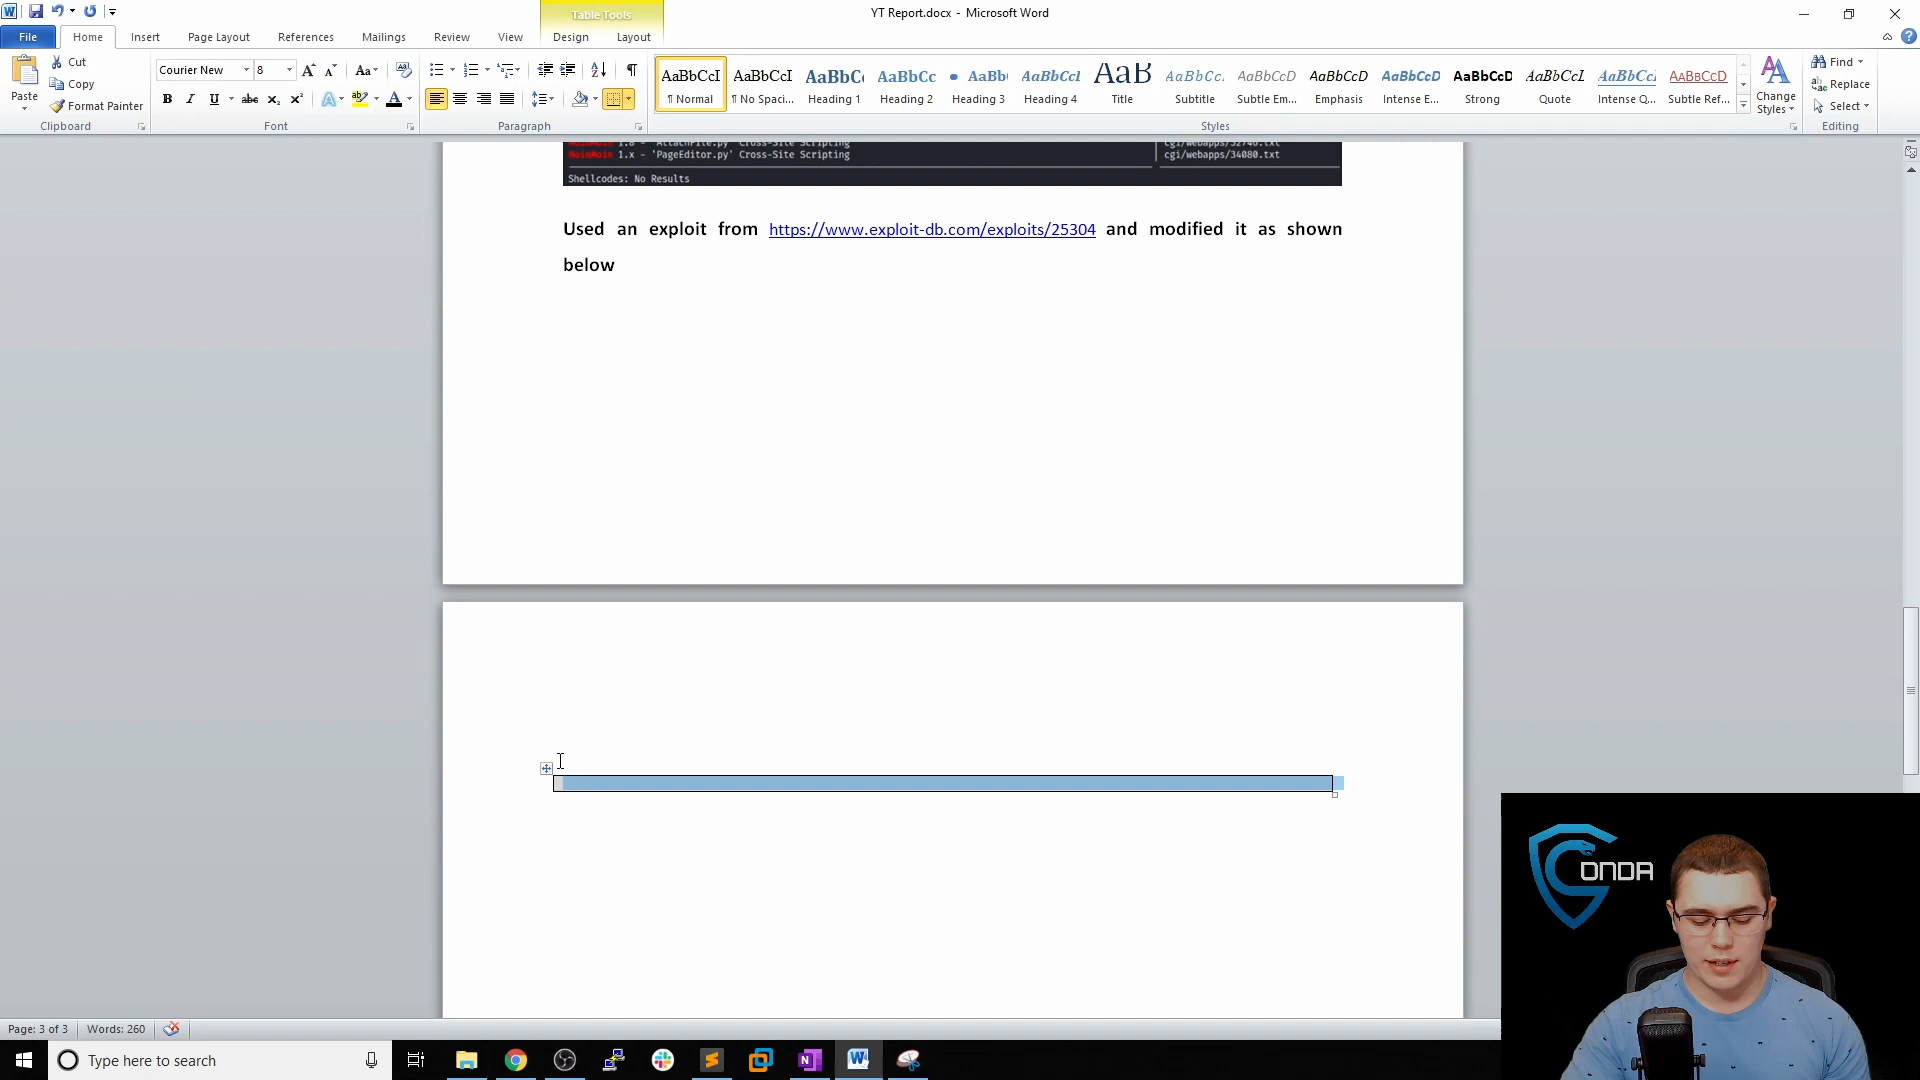 YT Report.docx - Microsoft Word
Table Tools
File Home Insert Page Layout References Mailings Review View Design Layout
Paste
Cut
Copy
Format Painter
Clipboard
Courier New 8
Font
Paragraph
AaBbCcI AaBbCcI AaBbC AaBbCc AaBb AaBbCcI AaB AaBbCc. AaBbCcD AaBbCcD AaBbCcD AaBbCcD AaBbCcI AaBbCcI AABBCCD
¶ Normal ¶ No Spaci... Heading 1 Heading 2 Heading 3 Heading 4 Title Subtitle Subtle Em... Emphasis Intense E... Strong Quote Intense Q... Subtle Ref...
Styles
Change Styles
Find
Replace
Select
Editing
MoinMoin 1.x - 'PageEditor.py' Cross-Site Scripting | cgi/webapps/34080.txt
Shellcodes: No Results
Used an exploit from https://www.exploit-db.com/exploits/25304 and modified it as shown
below
ONDA
Page: 3 of 3 Words: 260
Type here to search